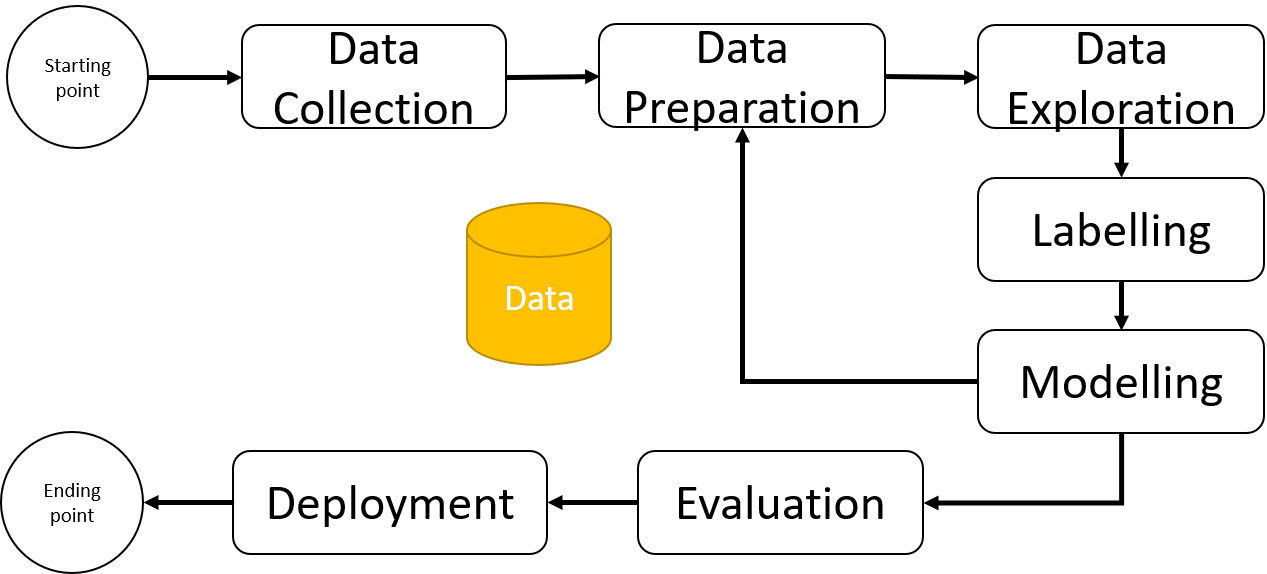 Starting
point
Data
Collection
Data
Preparation
Data
Exploration
Labelling
Data
Modelling
Ending
point
Deployment
Evaluation